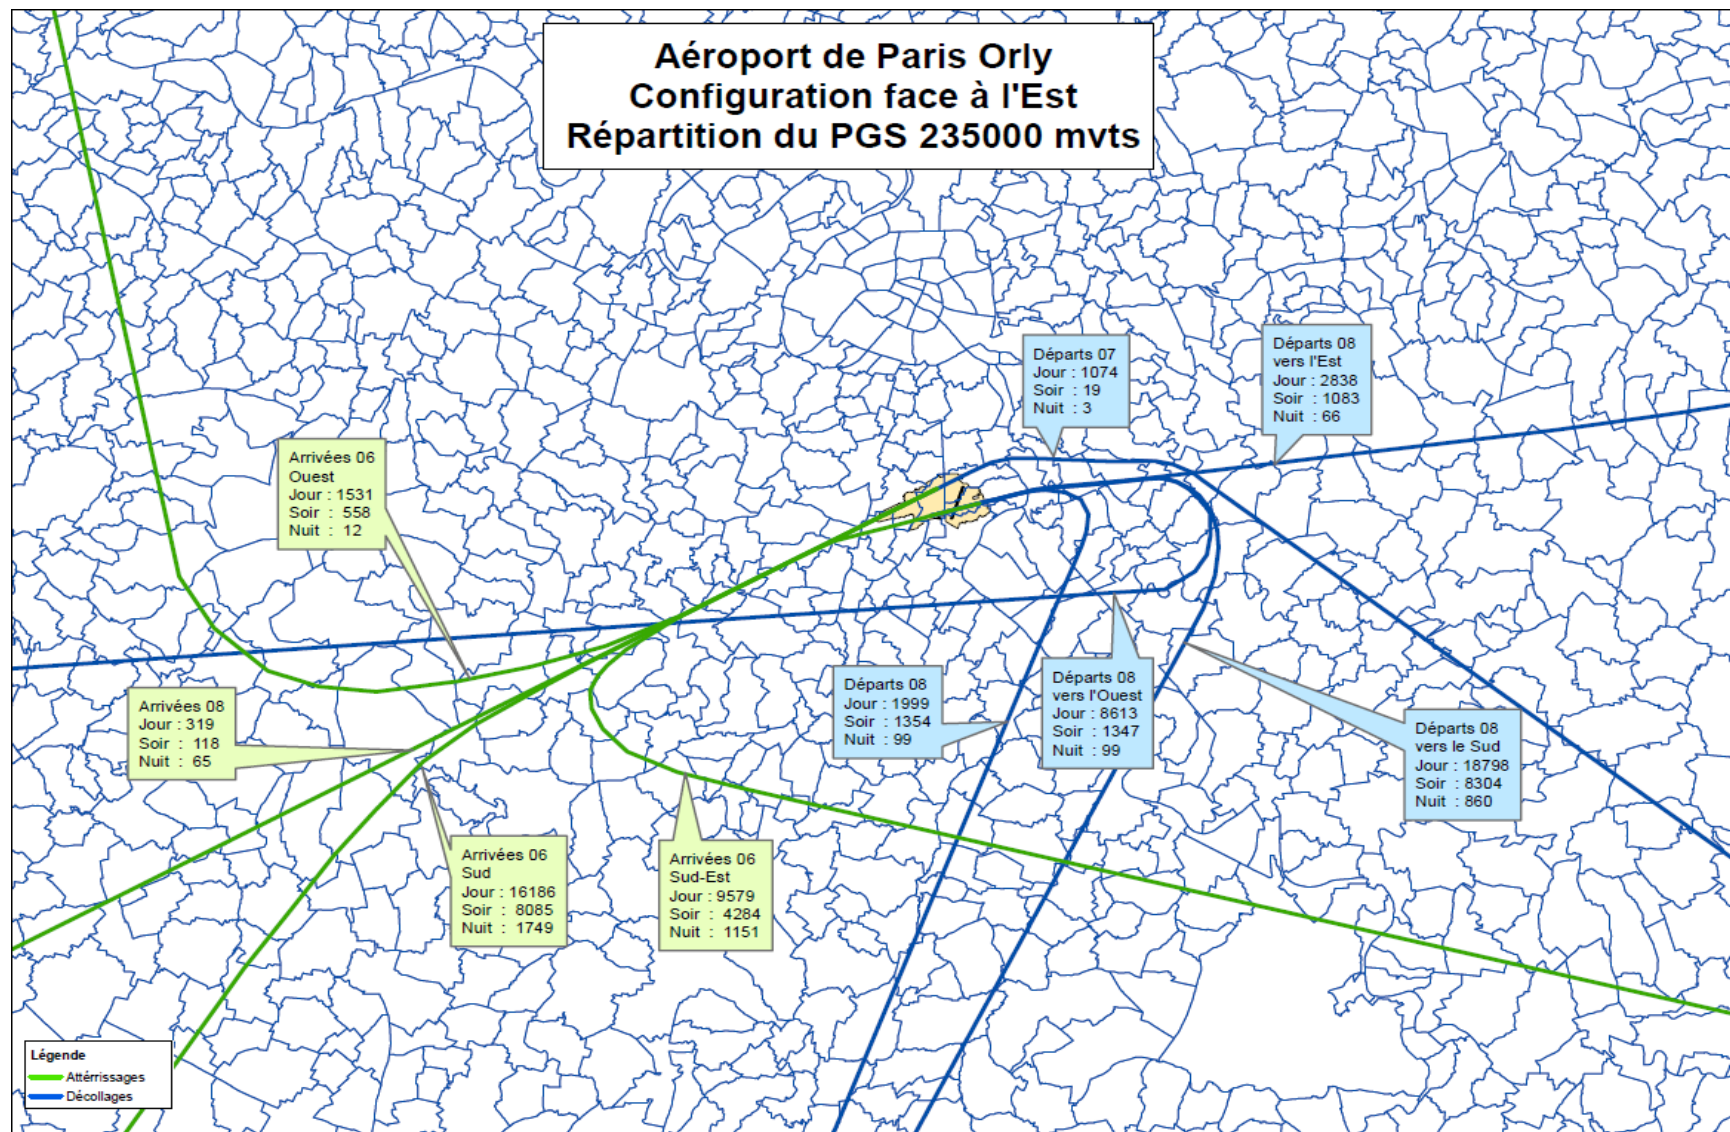 Aéroport de Paris Orly
Configuration face à l'Est
Répartition du PGS 235000 mvts
Départs 07
Jour : 1074
Soir : 19
Nuit : 3
Départs 08
vers l'Est
Jour : 2838
Soir : 1083
Nuit : 66
Arrivées 06
Ouest
Jour : 1531
Soir : 558
Nuit : 12
Arrivées 08
Jour : 319
Soir : 118
Nuit : 65
Départs 08
Jour : 1999
Soir : 1354
Nuit : 99
Départs 08
vers l'Ouest
Jour : 8613
Soir : 1347
Nuit : 99
Départs 08
vers le Sud
Jour : 18798
Soir : 8304
Nuit : 860
Arrivées 06
Sud
Jour : 16186
Soir : 8085
Nuit : 1749
Arrivées 06
Sud-Est
Jour : 9579
Soir : 4284
Nuit : 1151
Légende
Attérrissages
Décollages